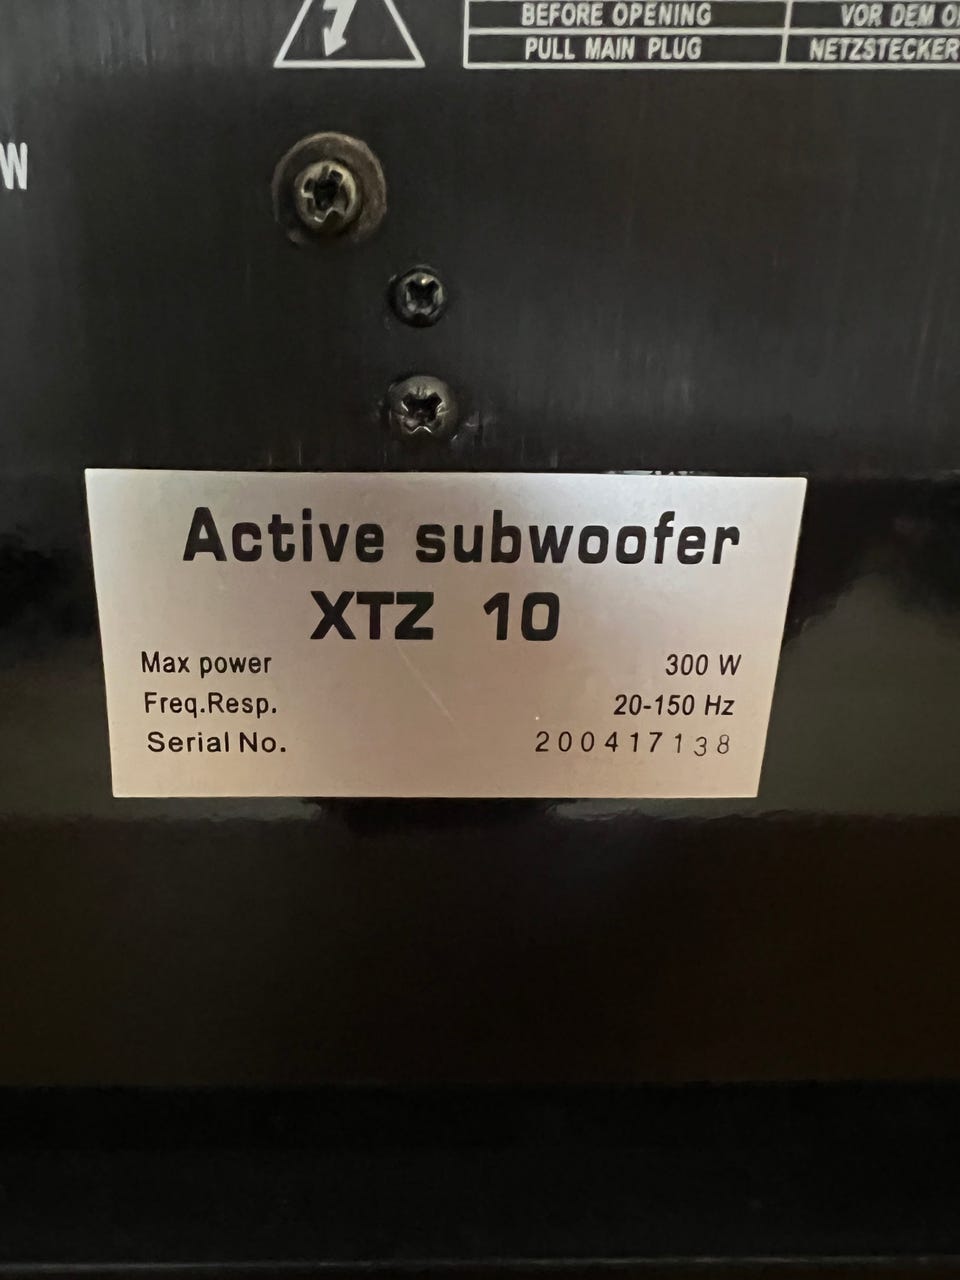 BEFORE OPENING
PULL MAIN PLUG
VOR DEM
NETZSTECKER
W
Active subwoofer
XTZ 10
Max power 300 W
Freq.Resp. 20-150 Hz
Serial No. 200417138